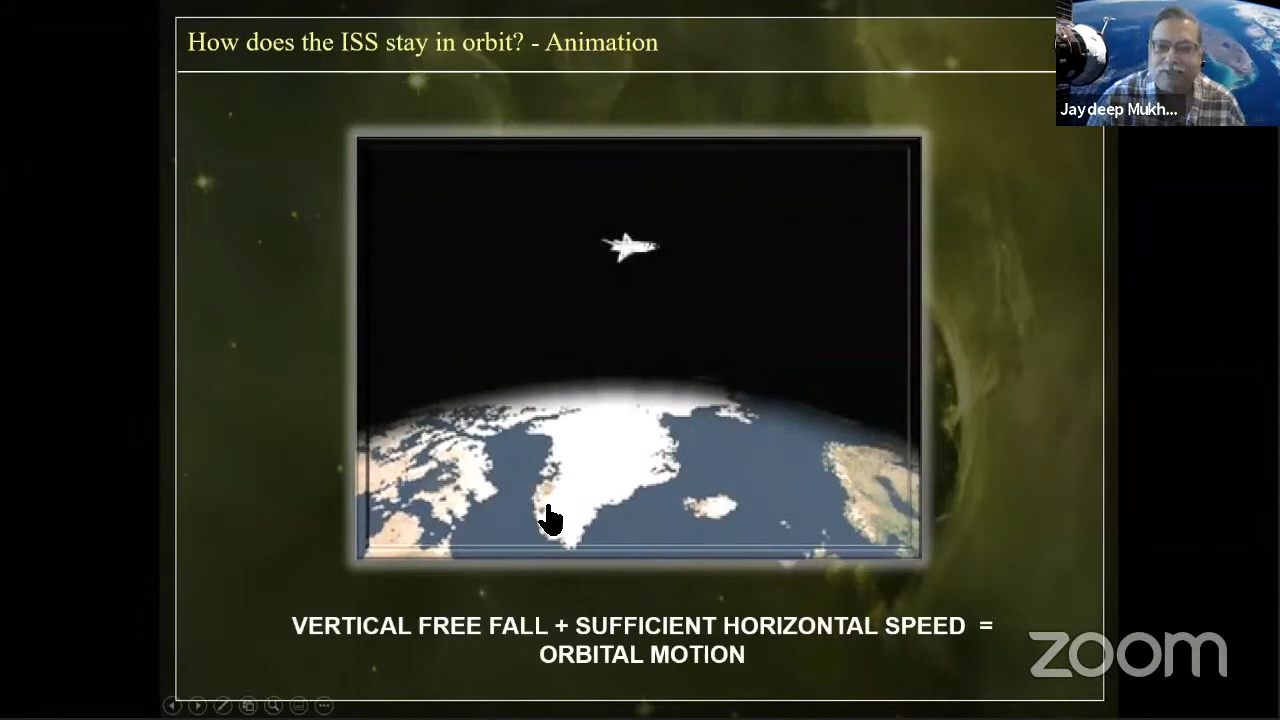 How does the ISS stay in orbit? - Animation
Jaydeep Mukh...
VERTICAL FREE FALL + SUFFICIENT HORIZONTAL SPEED =
ORBITAL MOTION
zoom